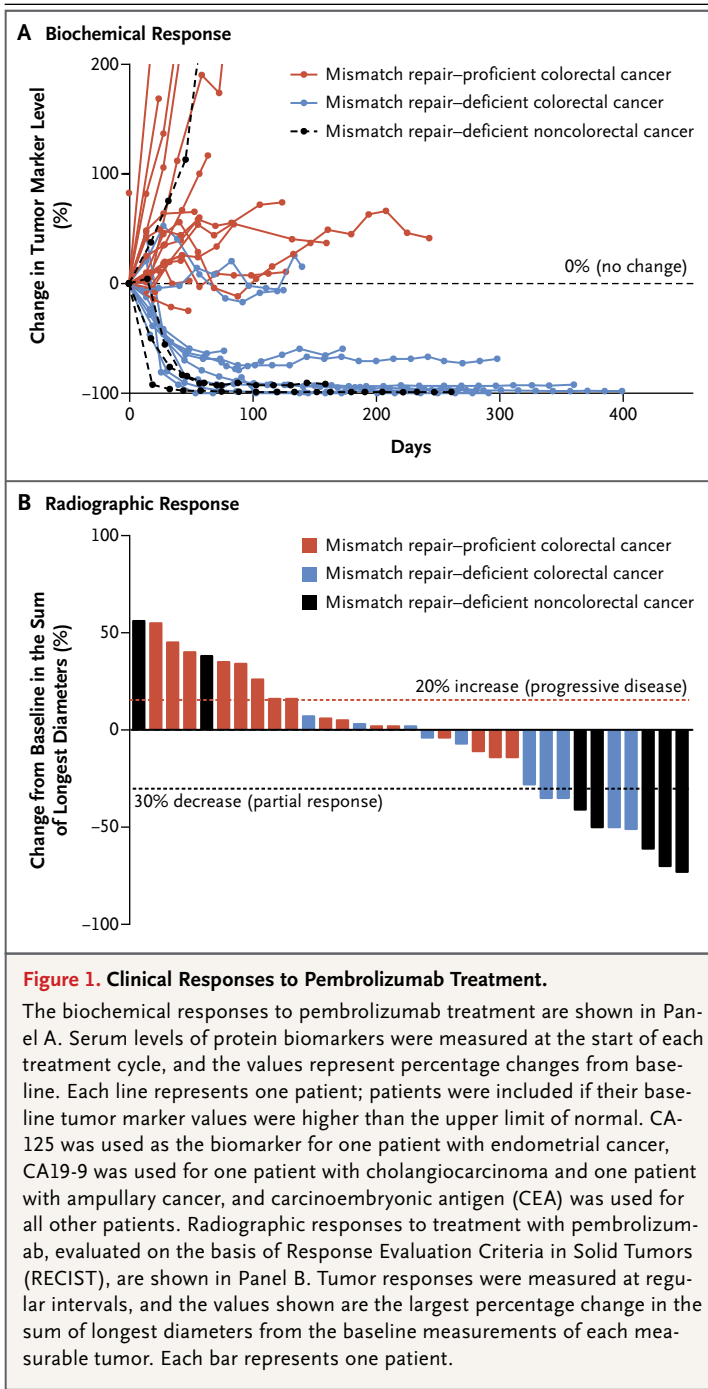 A Biochemical Response
200
100
0
−100
Change in Tumor Marker Level
(%)
Mismatch repair–proficient colorectal cancer
Mismatch repair–deficient colorectal cancer
Mismatch repair–deficient noncolorectal cancer
0% (no change)
0 100 200 300 400
Days
B Radiographic Response
100
50
0
−50
−100
Change from Baseline in the Sum
of Longest Diameters (%)
Mismatch repair–proficient colorectal cancer
Mismatch repair–deficient colorectal cancer
Mismatch repair–deficient noncolorectal cancer
20% increase (progressive disease)
30% decrease (partial response)
Figure 1. Clinical Responses to Pembrolizumab Treatment.
The biochemical responses to pembrolizumab treatment are shown in Pan-
el A. Serum levels of protein biomarkers were measured at the start of each
treatment cycle, and the values represent percentage changes from base-
line. Each line represents one patient; patients were included if their base-
line tumor marker values were higher than the upper limit of normal. CA-
125 was used as the biomarker for one patient with endometrial cancer,
CA19-9 was used for one patient with cholangiocarcinoma and one patient
with ampullary cancer, and carcinoembryonic antigen (CEA) was used for
all other patients. Radiographic responses to treatment with pembrolizum-
ab, evaluated on the basis of Response Evaluation Criteria in Solid Tumors
(RECIST), are shown in Panel B. Tumor responses were measured at regu-
lar intervals, and the values shown are the largest percentage change in the
sum of longest diameters from the baseline measurements of each mea-
surable tumor. Each bar represents one patient.